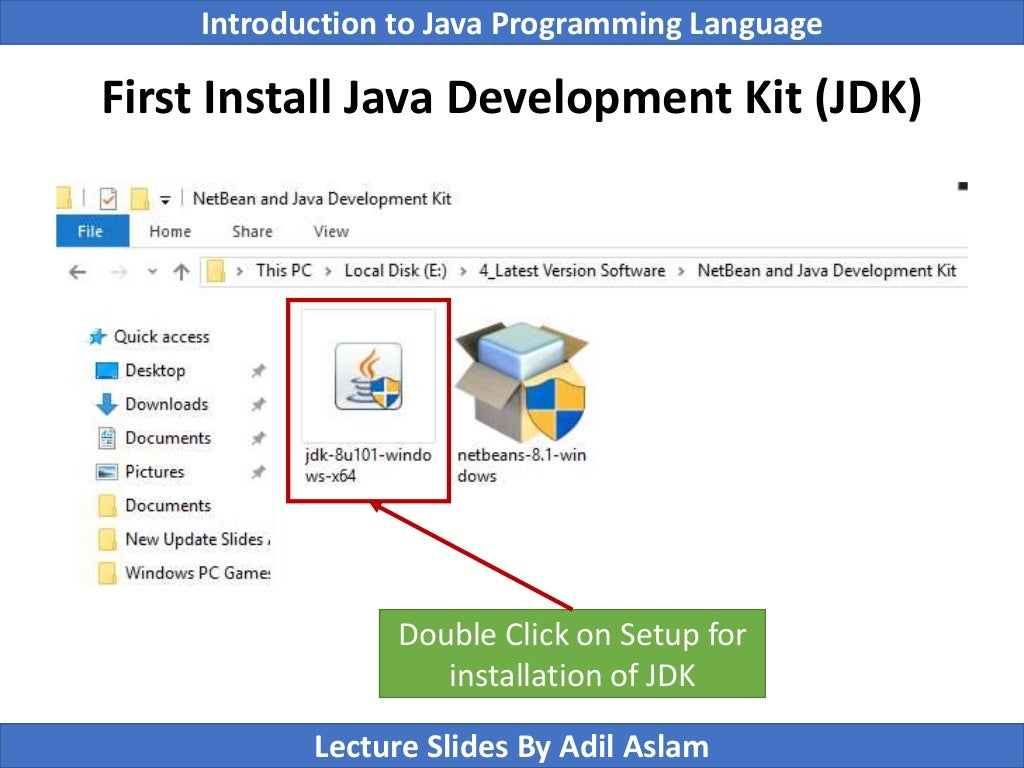 Introduction to Java Programming Language
First Install Java Development Kit (JDK)
NetBean and Java Development Kit
File Home Share View
This PC > Local Disk (E:) > 4_Latest Version Software > NetBean and Java Development Kit
Quick access
Desktop
Downloads
Documents
Pictures
Documents
New Update Slides
Windows PC Games
jdk-8u101-windo
ws-x64
netbeans-8.1-win
dows
Double Click on Setup for
installation of JDK
Lecture Slides By Adil Aslam